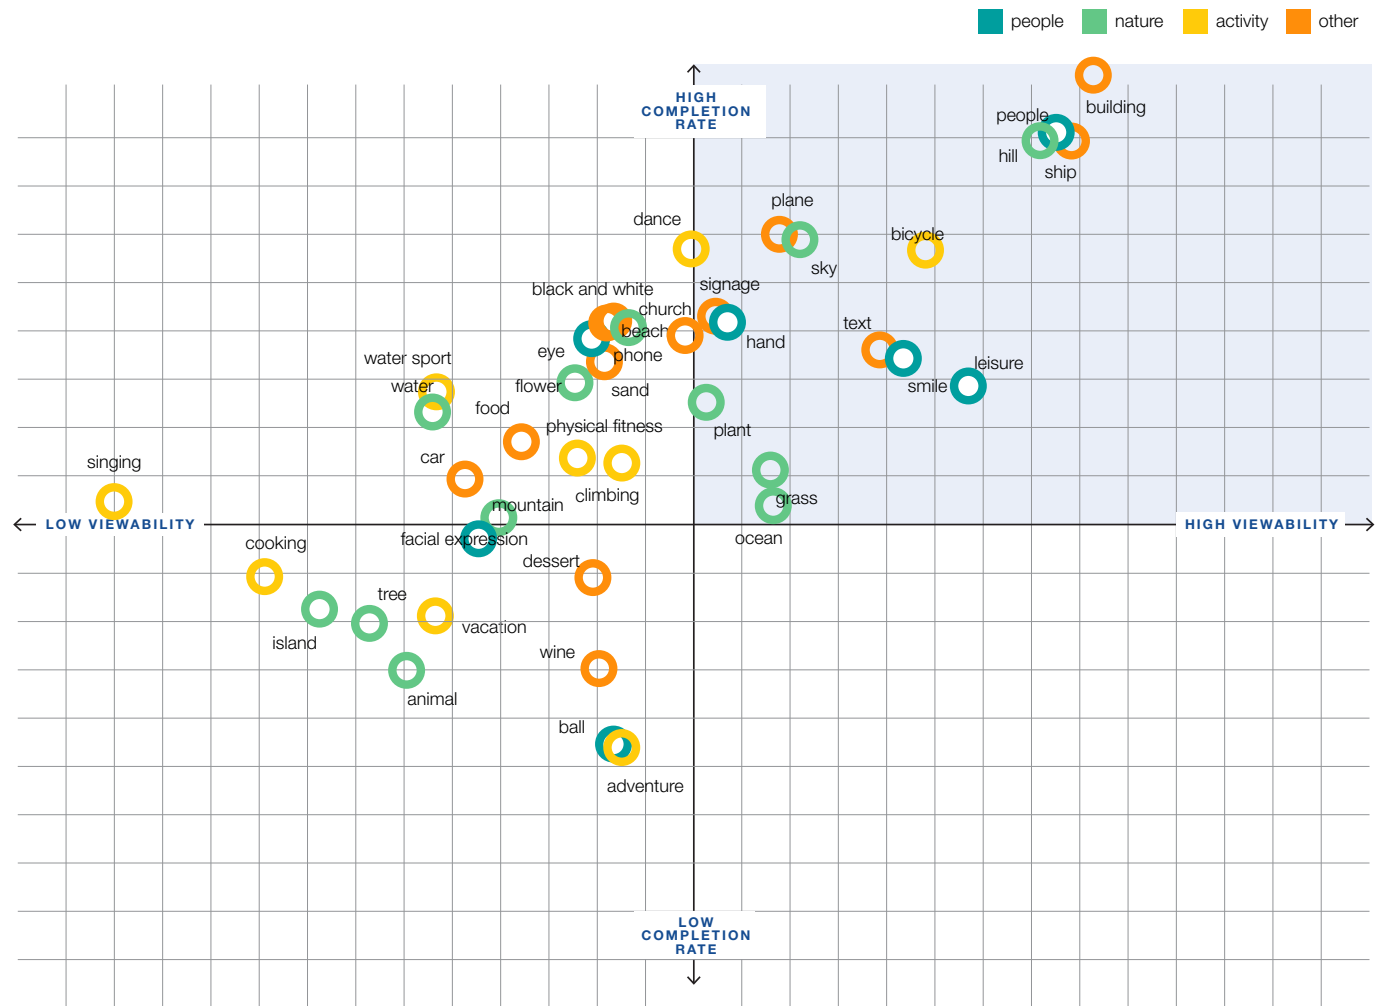 people
nature
activity
other
HIGH
COMPLETION
RATE
building
people
hill
ship
plane
dance
bicycle
sky
signage
black and white
church
beach
hand
text
eye
phone
water sport
leisure
water
flower
sand
smile
food
physical fitness
plant
car
singing
climbing
grass
mountain
LOW VIEWABILITY
HIGH VIEWABILITY
facial expression
ocean
cooking
dessert
tree
vacation
island
wine
animal
ball
adventure
LOW
COMPLETION
RATE